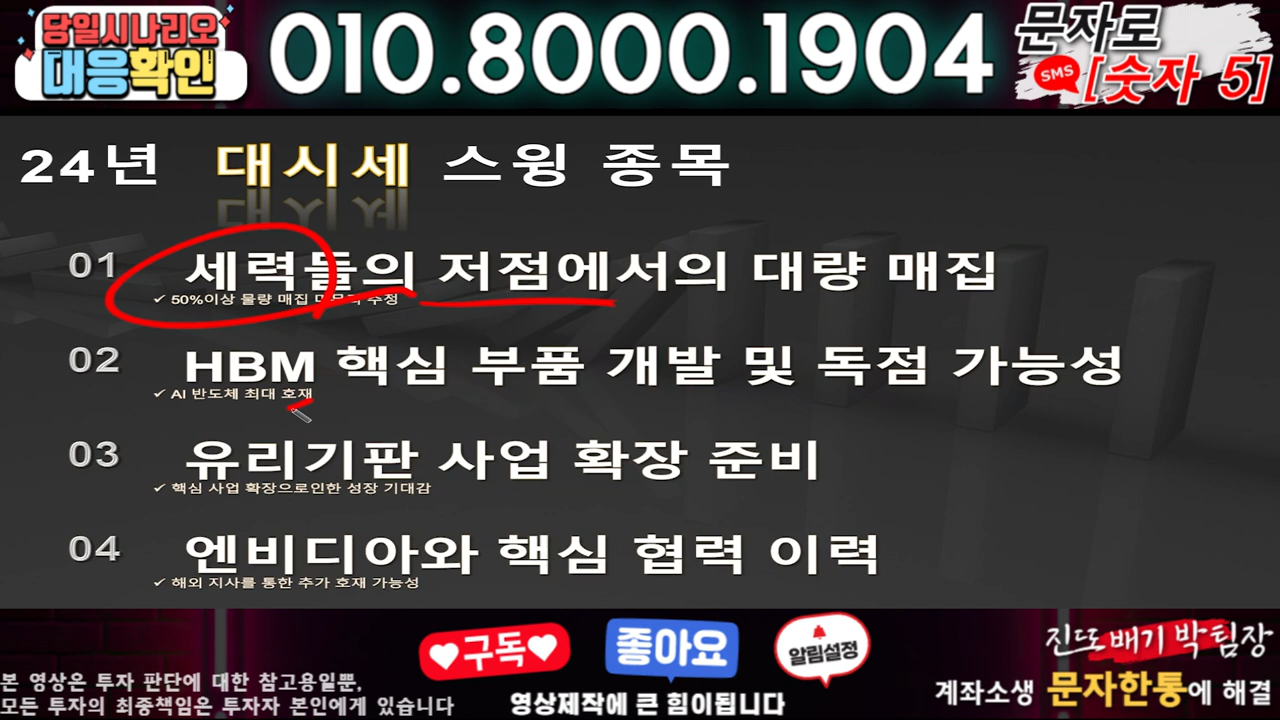 당일시나리오
대응확인
010.8000.1904
문자로
SMS [숫자 5]
24년 대시세 스윙 종목
01 세력들의 저점에서의 대량 매집
✓ 50%이상 물량 매집 추정
02 HBM 핵심 부품 개발 및 독점 가능성
✓ AI 반도체 최대 호재
03 유리기판 사업 확장 준비
✓ 핵심 사업 확장으로인한 성장 기대감
04 엔비디아와 핵심 협력 이력
✓ 해외 지사를 통한 추가 호재 가능성
구독
좋아요
알림설정
영상제작에 큰 힘이됩니다
본 영상은 투자 판단에 대한 참고용일뿐,
모든 투자의 최종책임은 투자자 본인에게 있습니다
진또배기 박팀장
계좌소생 문자한통에 해결